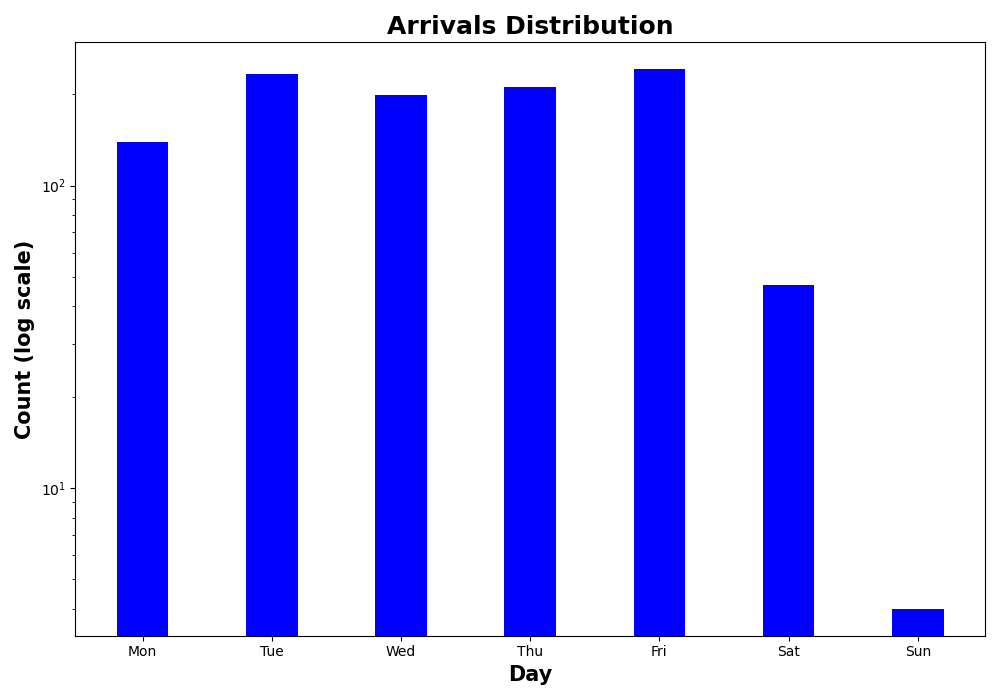 Arrivals Distribution
Count (log scale)
10²
10¹
Mon Tue Wed Thu Fri Sat Sun
Day